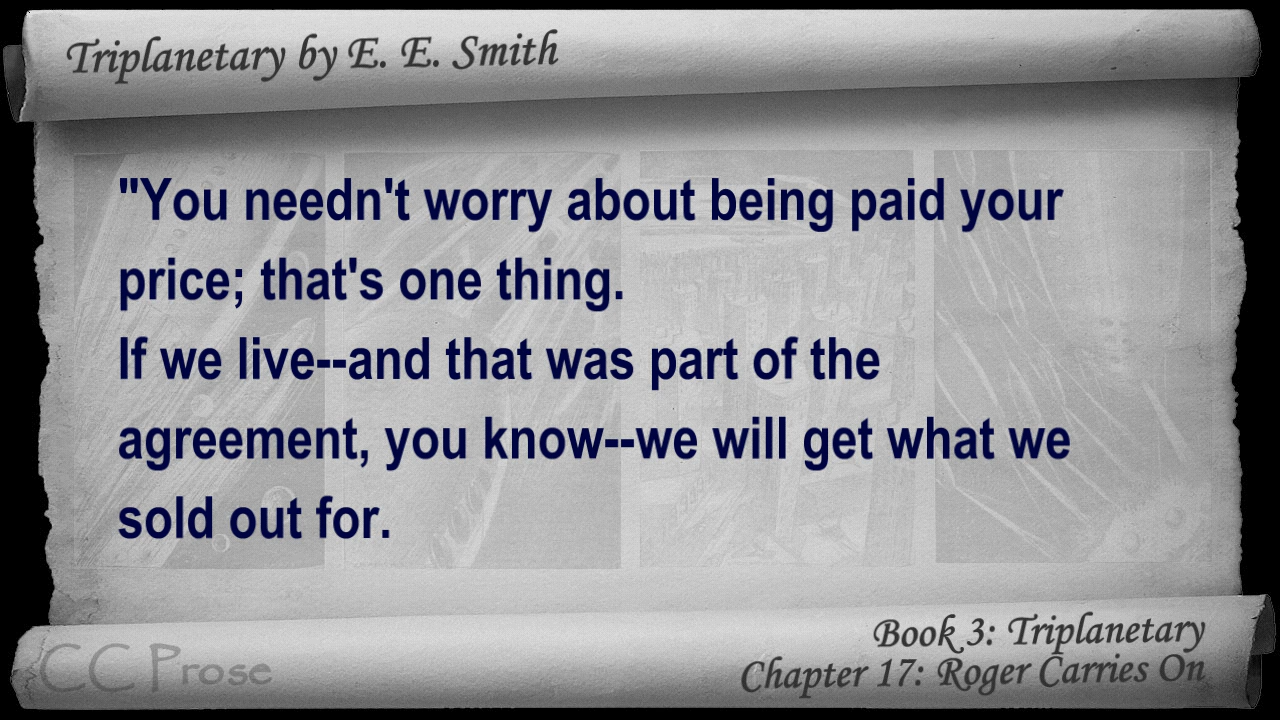 Triplanetary by E. E. Smith
"You needn't worry about being paid your
price; that's one thing.
If we live--and that was part of the
agreement, you know--we will get what we
sold out for.
Book 3: Triplanetary
Chapter 17: Roger Carries On
CC Prose